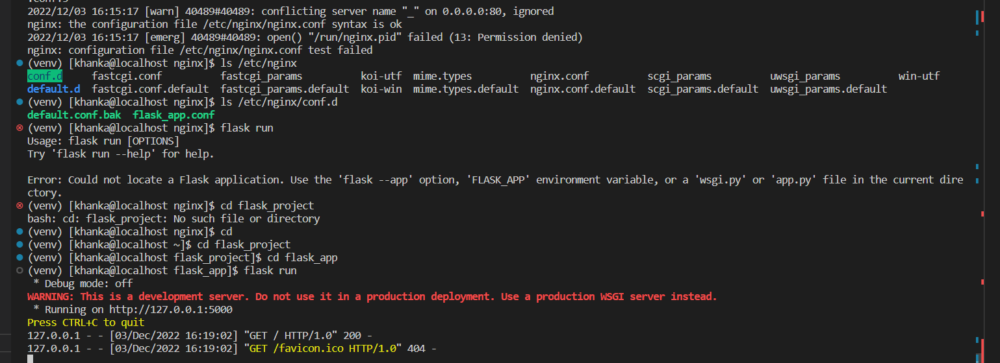 2022/12/03 16:15:17 [warn] 40489#40489: conflicting server name "_" on 0.0.0.0:80, ignored
nginx: the configuration file /etc/nginx/nginx.conf syntax is ok
2022/12/03 16:15:17 [emerg] 40489#40489: open() "/run/nginx.pid" failed (13: Permission denied)
nginx: configuration file /etc/nginx/nginx.conf test failed
(venv) [khanka@localhost nginx]$ ls /etc/nginx
conf.d     fastcgi.conf          fastcgi_params          koi-utf  mime.types          nginx.conf          scgi_params          uwsgi_params          win-utf
default.d  fastcgi.conf.default  fastcgi_params.default  koi-win  mime.types.default  nginx.conf.default  scgi_params.default  uwsgi_params.default
(venv) [khanka@localhost nginx]$ ls /etc/nginx/conf.d
default.conf.bak  flask_app.conf
(venv) [khanka@localhost nginx]$ flask run
Usage: flask run [OPTIONS]
Try 'flask run --help' for help.

Error: Could not locate a Flask application. Use the 'flask --app' option, 'FLASK_APP' environment variable, or a 'wsgi.py' or 'app.py' file in the current dire
ctory.
(venv) [khanka@localhost nginx]$ cd flask_project
bash: cd: flask_project: No such file or directory
(venv) [khanka@localhost nginx]$ cd
(venv) [khanka@localhost ~]$ cd flask_project
(venv) [khanka@localhost flask_project]$ cd flask_app
(venv) [khanka@localhost flask_app]$ flask run
 * Debug mode: off
WARNING: This is a development server. Do not use it in a production deployment. Use a production WSGI server instead.
 * Running on http://127.0.0.1:5000
Press CTRL+C to quit
127.0.0.1 - - [03/Dec/2022 16:19:02] "GET / HTTP/1.0" 200 -
127.0.0.1 - - [03/Dec/2022 16:19:02] "GET /favicon.ico HTTP/1.0" 404 -